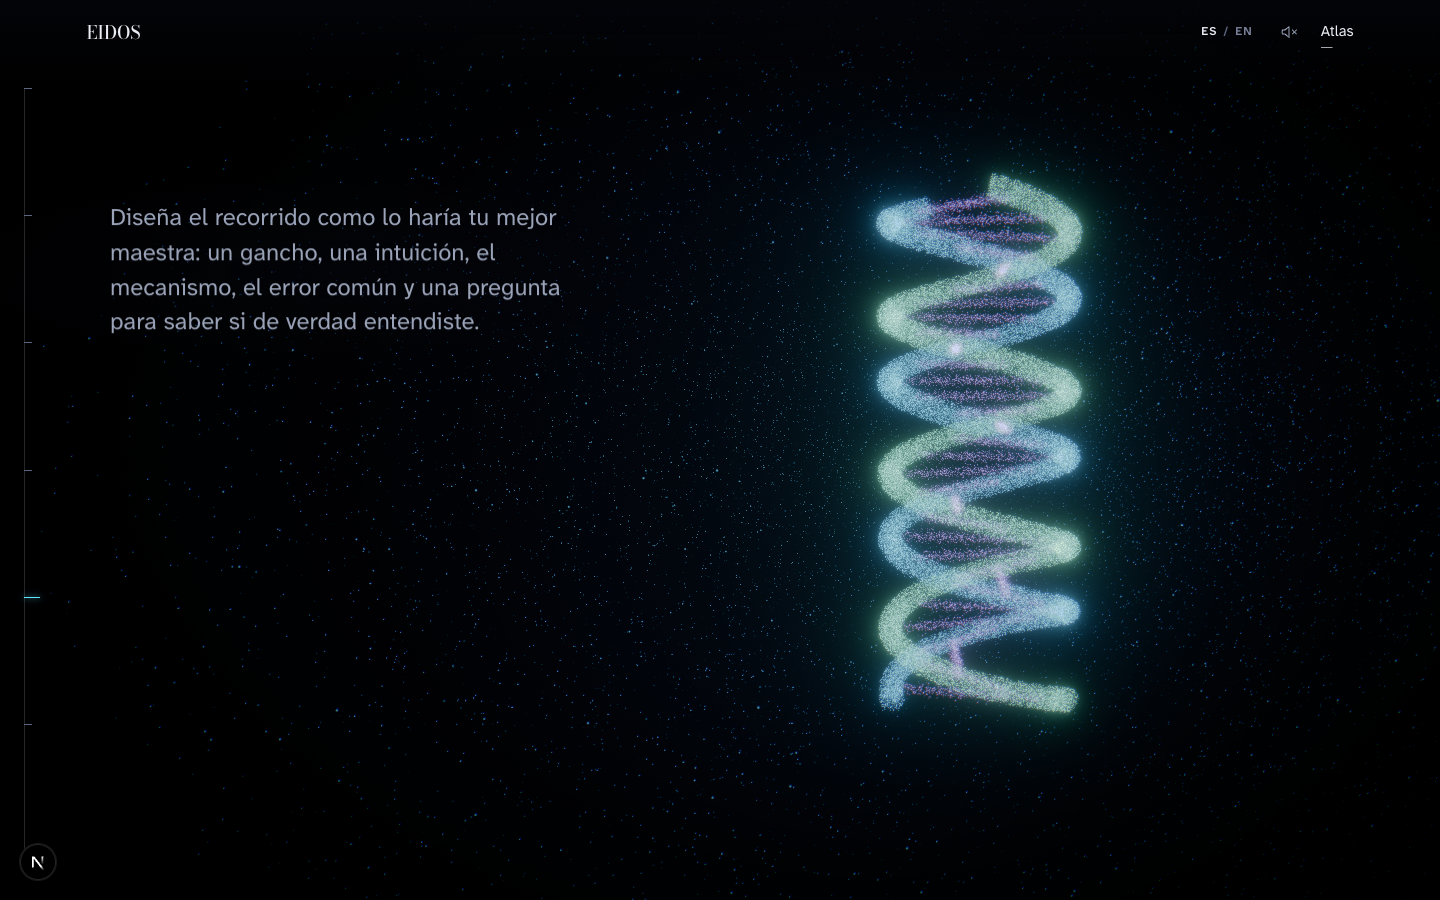 EIDOS
ES / EN
Atlas
Diseña el recorrido como lo haría tu mejor
maestra: un gancho, una intuición, el
mecanismo, el error común y una pregunta
para saber si de verdad entendiste.
N